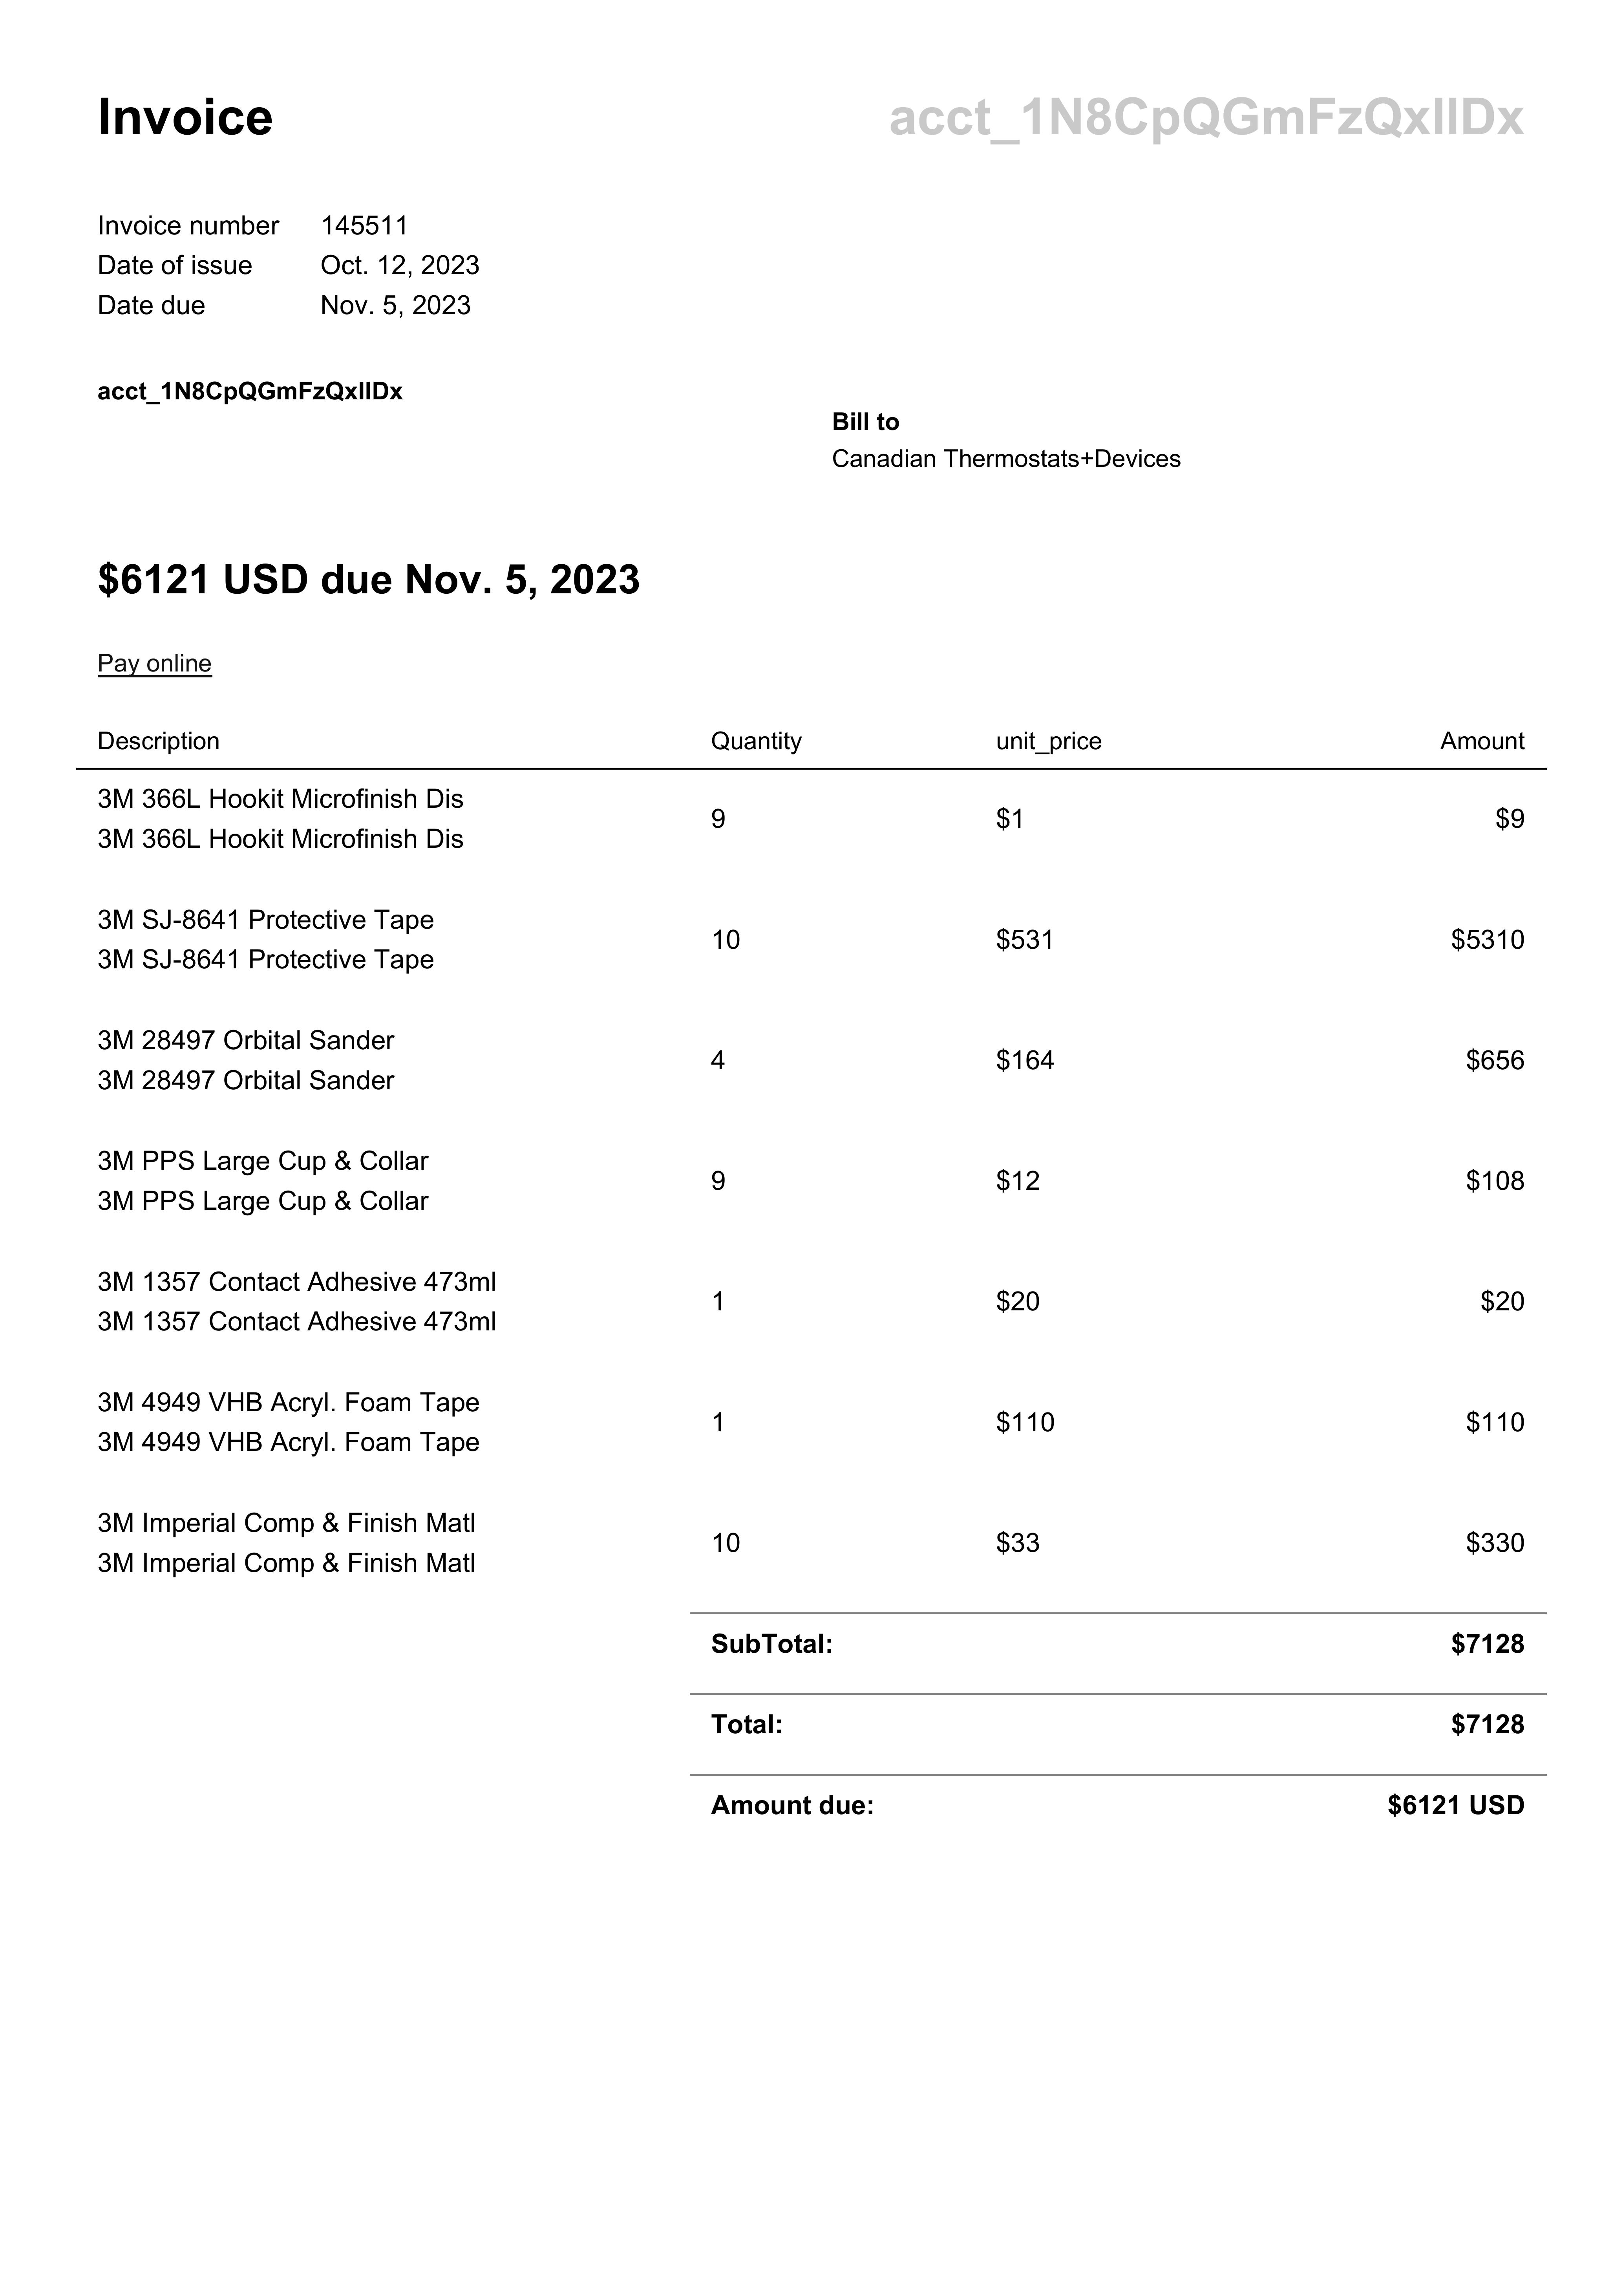 Invoice
acct_1N8CpQGmFzQxllDx
Invoice number 145511
Date of issue Oct. 12, 2023
Date due Nov. 5, 2023
acct_1N8CpQGmFzQxllDx
Bill to
Canadian Thermostats+Devices
$6121 USD due Nov. 5, 2023
Pay online
Description Quantity unit_price Amount
3M 366L Hookit Microfinish Dis
3M 366L Hookit Microfinish Dis
9 $1 $9
3M SJ-8641 Protective Tape
3M SJ-8641 Protective Tape
10 $531 $5310
3M 28497 Orbital Sander
3M 28497 Orbital Sander
4 $164 $656
3M PPS Large Cup & Collar
3M PPS Large Cup & Collar
9 $12 $108
3M 1357 Contact Adhesive 473ml
3M 1357 Contact Adhesive 473ml
1 $20 $20
3M 4949 VHB Acryl. Foam Tape
3M 4949 VHB Acryl. Foam Tape
1 $110 $110
3M Imperial Comp & Finish Matl
3M Imperial Comp & Finish Matl
10 $33 $330
SubTotal: $7128
Total: $7128
Amount due: $6121 USD